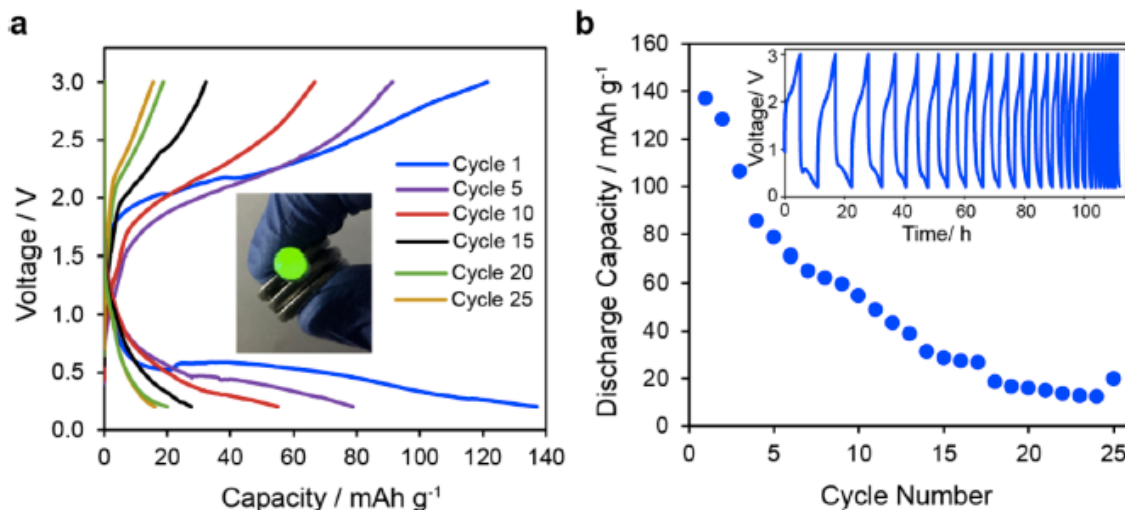 a
Voltage / V
3.0
2.5
2.0
1.5
1.0
0.5
0.0
0 20 40 60 80 100 120 140
Capacity / mAh g-1
Cycle 1
Cycle 5
Cycle 10
Cycle 15
Cycle 20
Cycle 25
b
Discharge Capacity / mAh g-1
160
140
120
100
80
60
40
20
0
0 5 10 15 20 25
Cycle Number
Voltage/ V
3
2
1
0
0 20 40 60 80 100
Time/ h